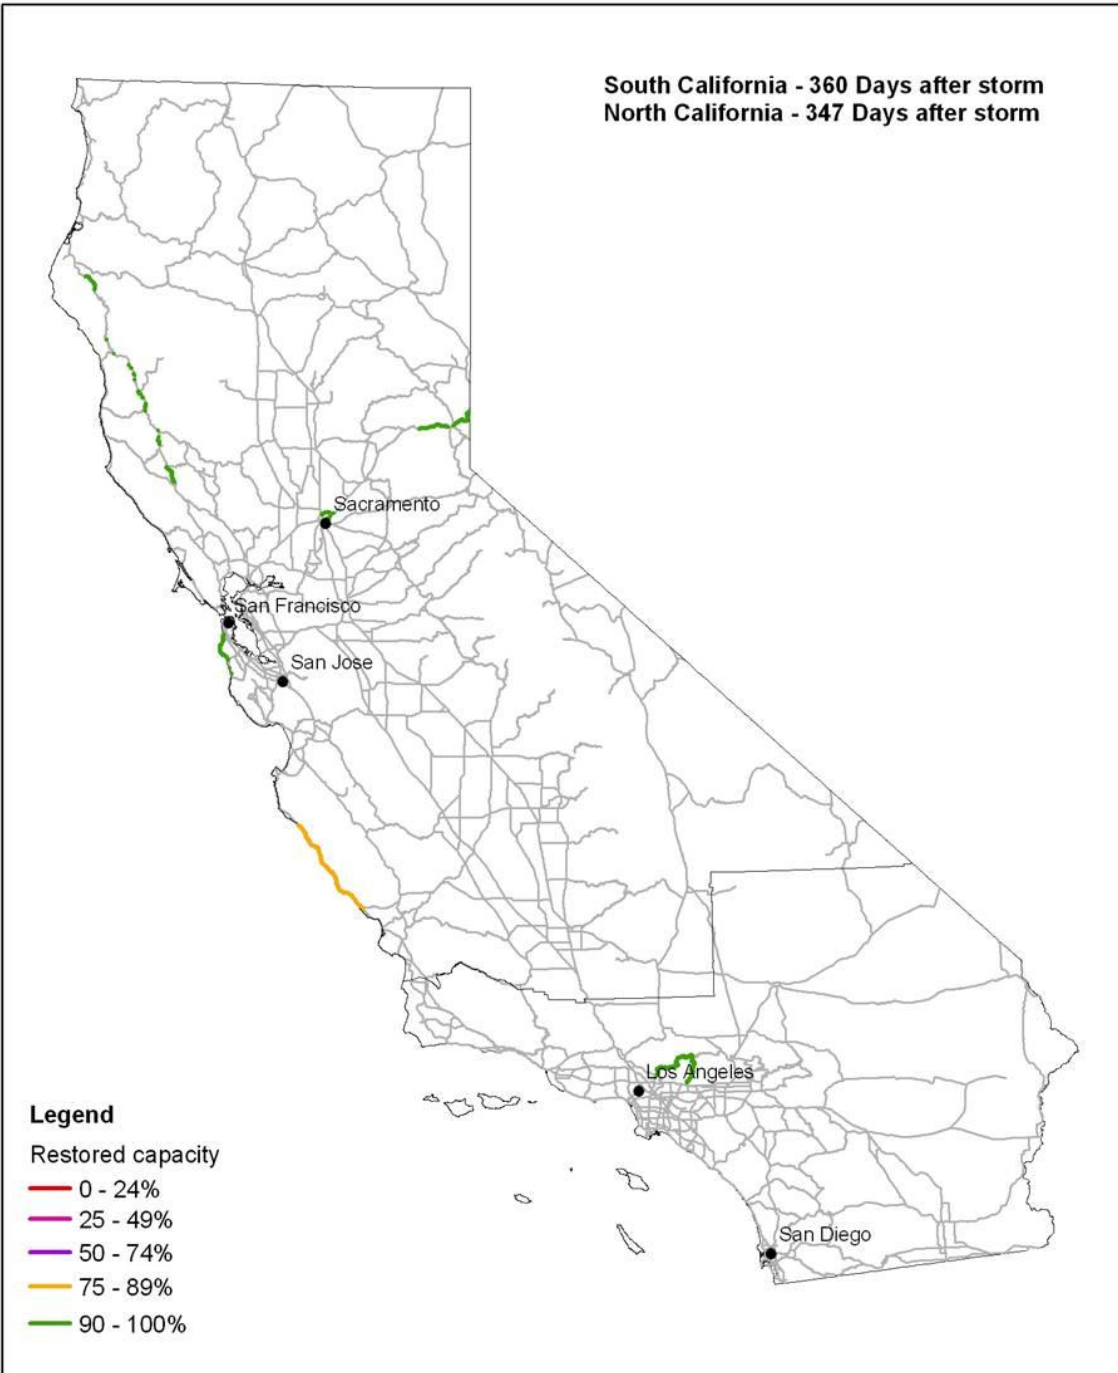 South California - 360 Days after storm
North California - 347 Days after storm
Sacramento
San Francisco
San Jose
Los Angeles
San Diego
Legend
Restored capacity
0 - 24%
25 - 49%
50 - 74%
75 - 89%
90 - 100%